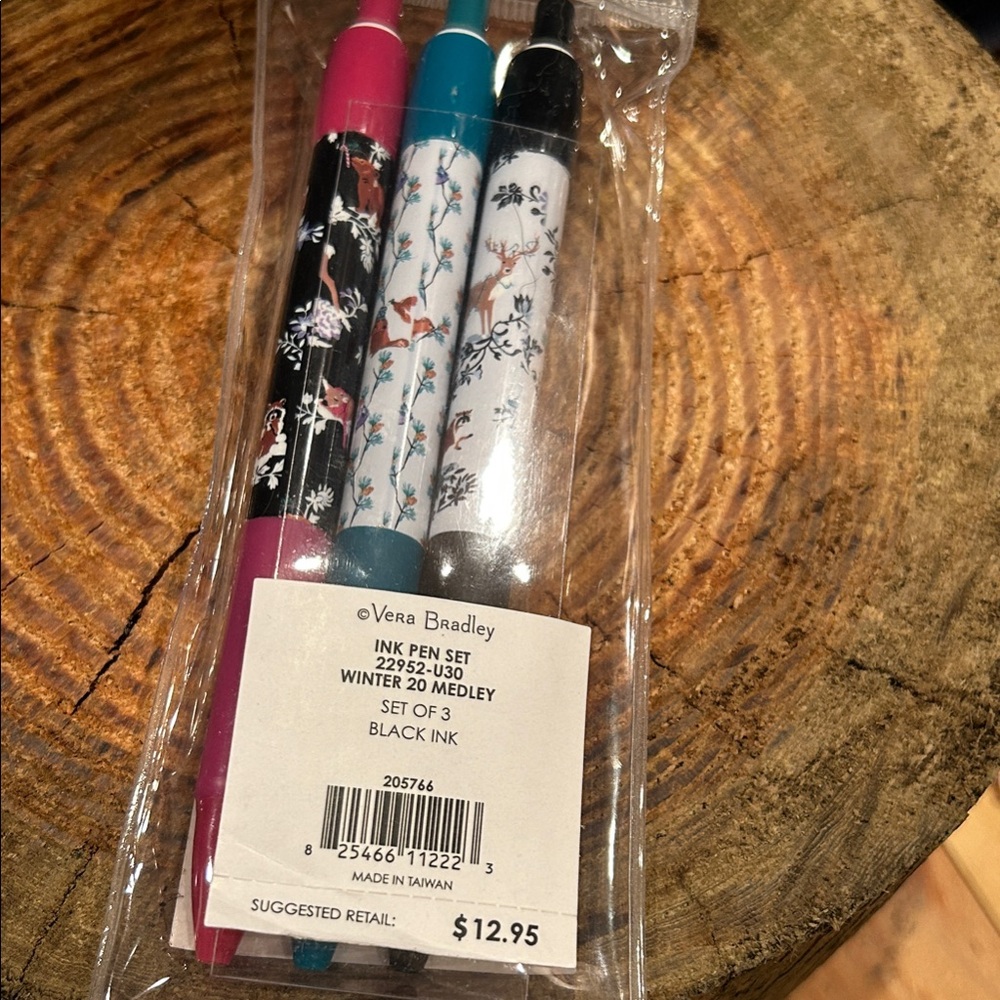 ©Vera Bradley
INK PEN SET
22952-U30
WINTER 20 MEDLEY
SET OF 3
BLACK INK
205766
8 25466 11222 3
MADE IN TAIWAN
SUGGESTED RETAIL: $12.95